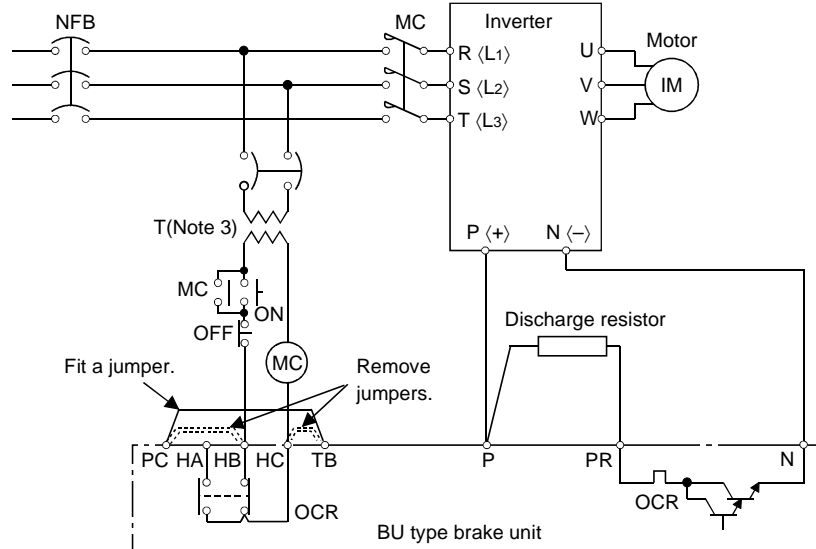 NFB
MC
Inverter
Motor
R ⟨L1⟩
S ⟨L2⟩
T ⟨L3⟩
U
V
W
IM
P ⟨+⟩
N ⟨−⟩
T(Note 3)
MC
ON
OFF
MC
Fit a jumper.
Remove
jumpers.
Discharge resistor
PC
HA
HB
HC
TB
P
PR
N
OCR
OCR
BU type brake unit